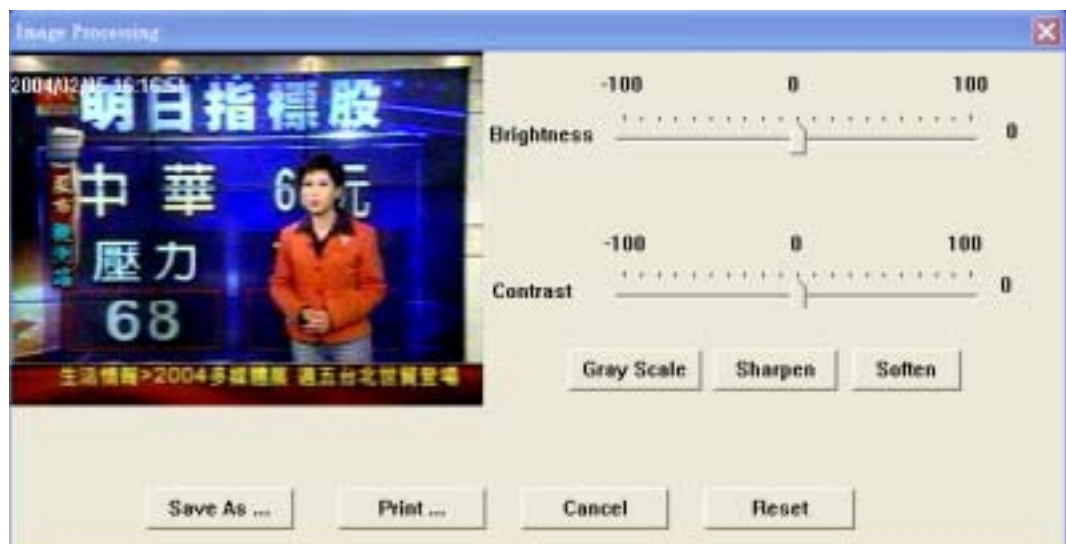 Image Processing
2004/02/05 16:16:51
明日指標股
中華 6 元
壓力
68
生活情報>2004多媒體展 週五台北世貿登場
-100 0 100
Brightness 0
-100 0 100
Contrast 0
Gray Scale Sharpen Soften
Save As ... Print ... Cancel Reset